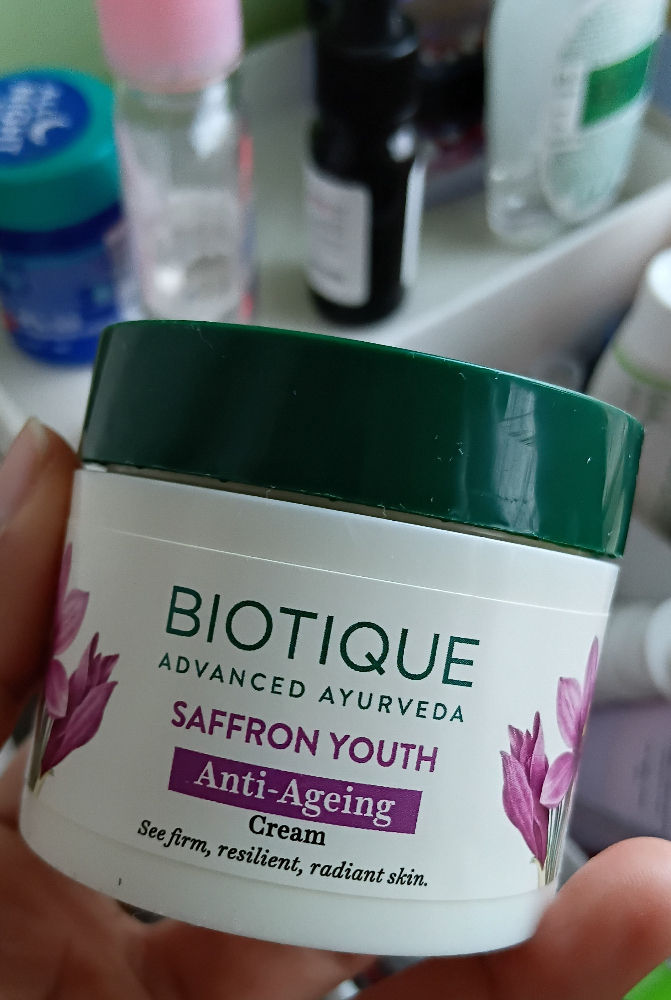 BIOTIQUE
ADVANCED AYURVEDA
SAFFRON YOUTH
Anti-Ageing
Cream
See firm, resilient, radiant skin.